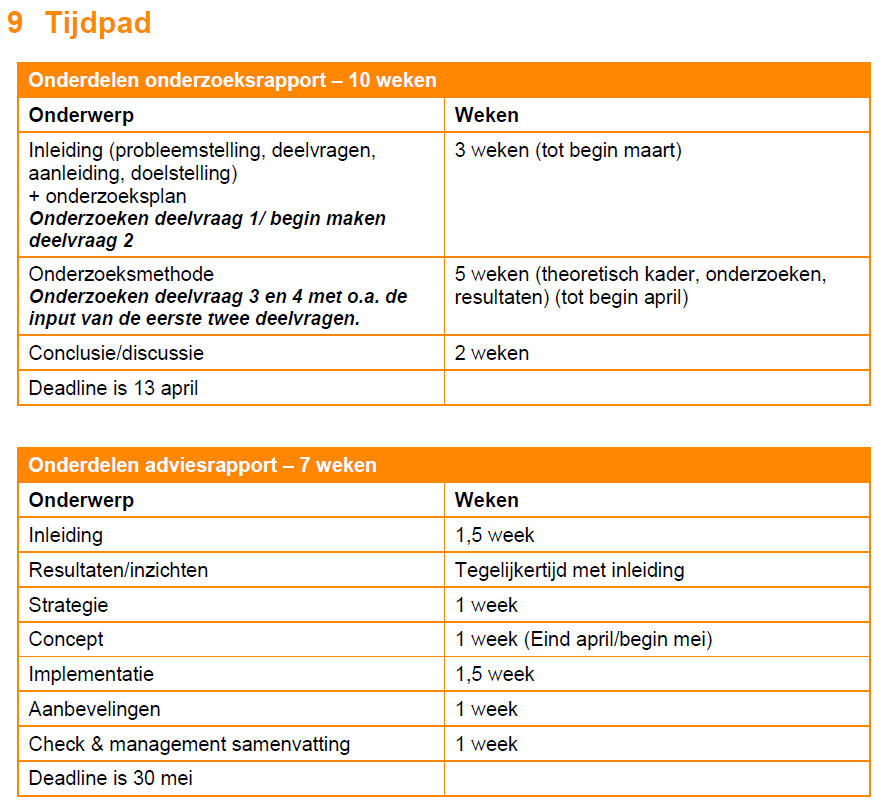 9 Tijdpad
Onderdelen onderzoeksrapport – 10 weken
Onderwerp Weken
Inleiding (probleemstelling, deelvragen, 3 weken (tot begin maart)
aanleiding, doelstelling)
+ onderzoeksplan
Onderzoeken deelvraag 1/ begin maken
deelvraag 2
Onderzoeksmethode 5 weken (theoretisch kader, onderzoeken,
Onderzoeken deelvraag 3 en 4 met o.a. de resultaten) (tot begin april)
input van de eerste twee deelvragen.
Conclusie/discussie 2 weken
Deadline is 13 april
Onderdelen adviesrapport – 7 weken
Onderwerp Weken
Inleiding 1,5 week
Resultaten/inzichten Tegelijkertijd met inleiding
Strategie 1 week
Concept 1 week (Eind april/begin mei)
Implementatie 1,5 week
Aanbevelingen 1 week
Check & management samenvatting 1 week
Deadline is 30 mei